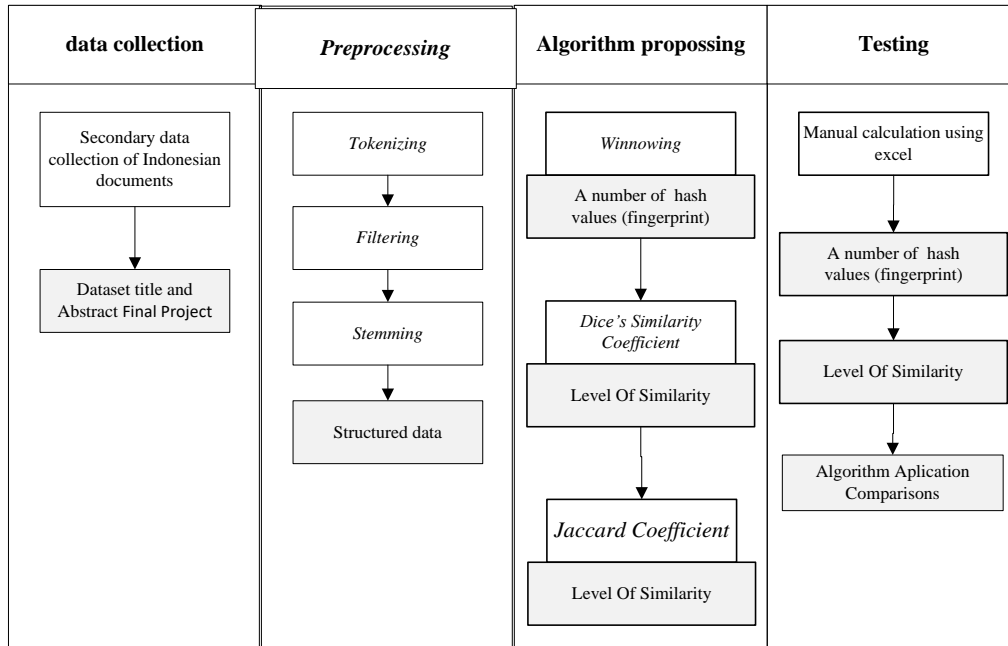 data collection
Preprocessing
Algorithm propossing
Testing
Secondary data
collection of Indonesian
documents
Dataset title and
Abstract Final Project
Tokenizing
Filtering
Stemming
Structured data
Winnowing
A number of hash
values (fingerprint)
Dice's Similarity
Coefficient
Level Of Similarity
Jaccard Coefficient
Level Of Similarity
Manual calculation using
excel
A number of hash
values (fingerprint)
Level Of Similarity
Algorithm Aplication
Comparisons